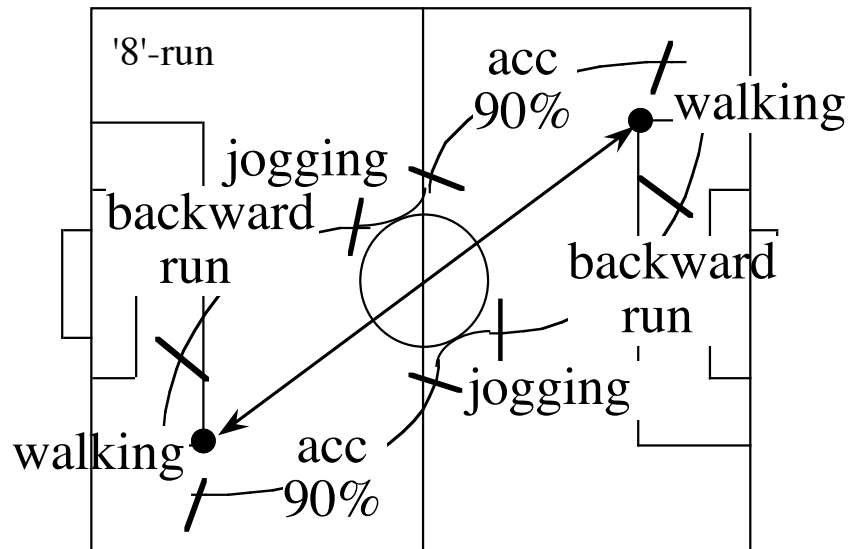 '8'-run
acc
90%
walking
jogging
backward
run
backward
run
jogging
walking
acc
90%